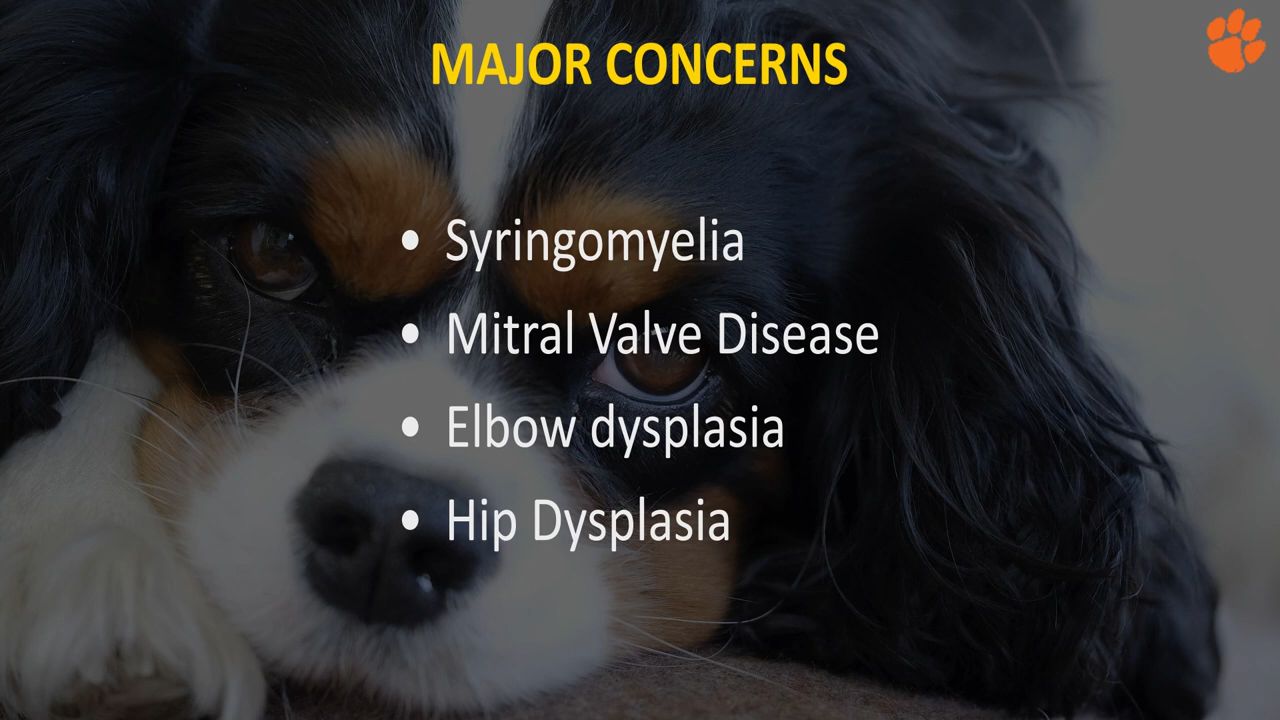 MAJOR CONCERNS
• Syringomyelia
• Mitral Valve Disease
• Elbow dysplasia
• Hip Dysplasia